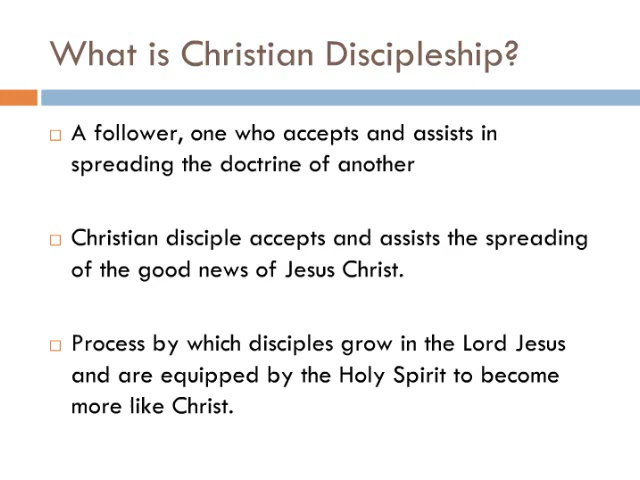 What is Christian Discipleship?
A follower, one who accepts and assists in
spreading the doctrine of another
Christian disciple accepts and assists the spreading
of the good news of Jesus Christ.
Process by which disciples grow in the Lord Jesus
and are equipped by the Holy Spirit to become
more like Christ.